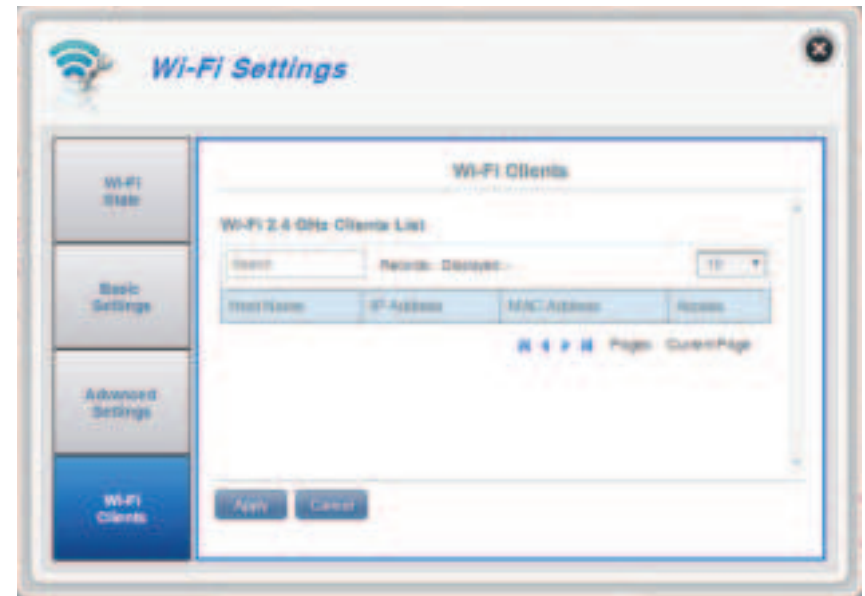 Wi-Fi Settings
Wi-Fi State
Basic Settings
Advanced Settings
Wi-Fi Clients
Wi-Fi Clients
Wi-Fi 2.4 GHz Clients List
Search Records: Displayed: - 10
Host Name IP Address MAC Address Access
Pages: Current Page
Apply Cancel